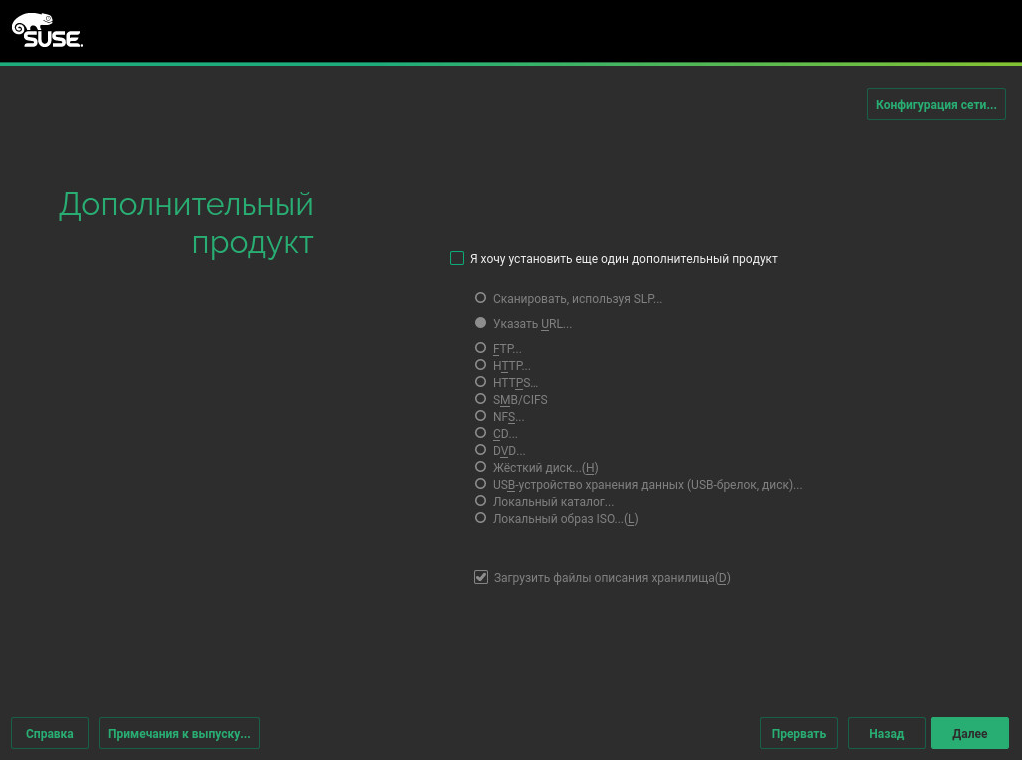 SUSE.
Конфигурация сети...
Дополнительный
продукт
Я хочу установить еще один дополнительный продукт
Сканировать, используя SLP...
Указать URL...
FTP...
HTTP...
HTTPS...
SMB/CIFS
NFS...
CD...
DVD...
Жёсткий диск...(H)
USB-устройство хранения данных (USB-брелок, диск)...
Локальный каталог...
Локальный образ ISO...(L)
Загрузить файлы описания хранилища(D)
Справка
Примечания к выпуску...
Прервать
Назад
Далее